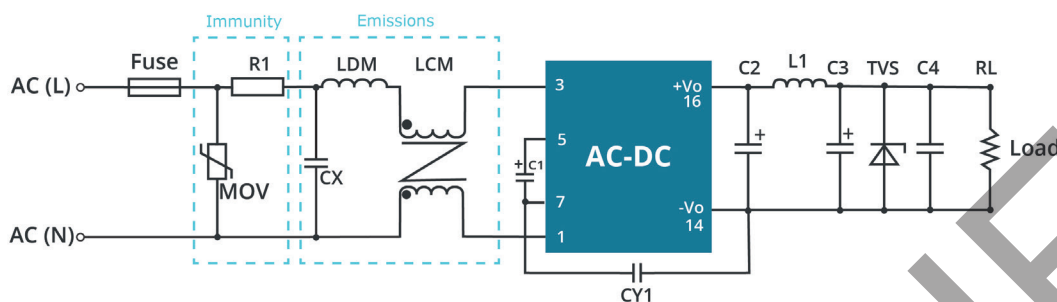 Immunity
Emissions
Fuse
R1
LDM
LCM
C2
L1
C3
TVS
C4
RL
AC (L)
3
+Vo
16
+
+
+
5
AC-DC
C1
MOV
CX
Load
7
-Vo
14
AC (N)
1
CY1